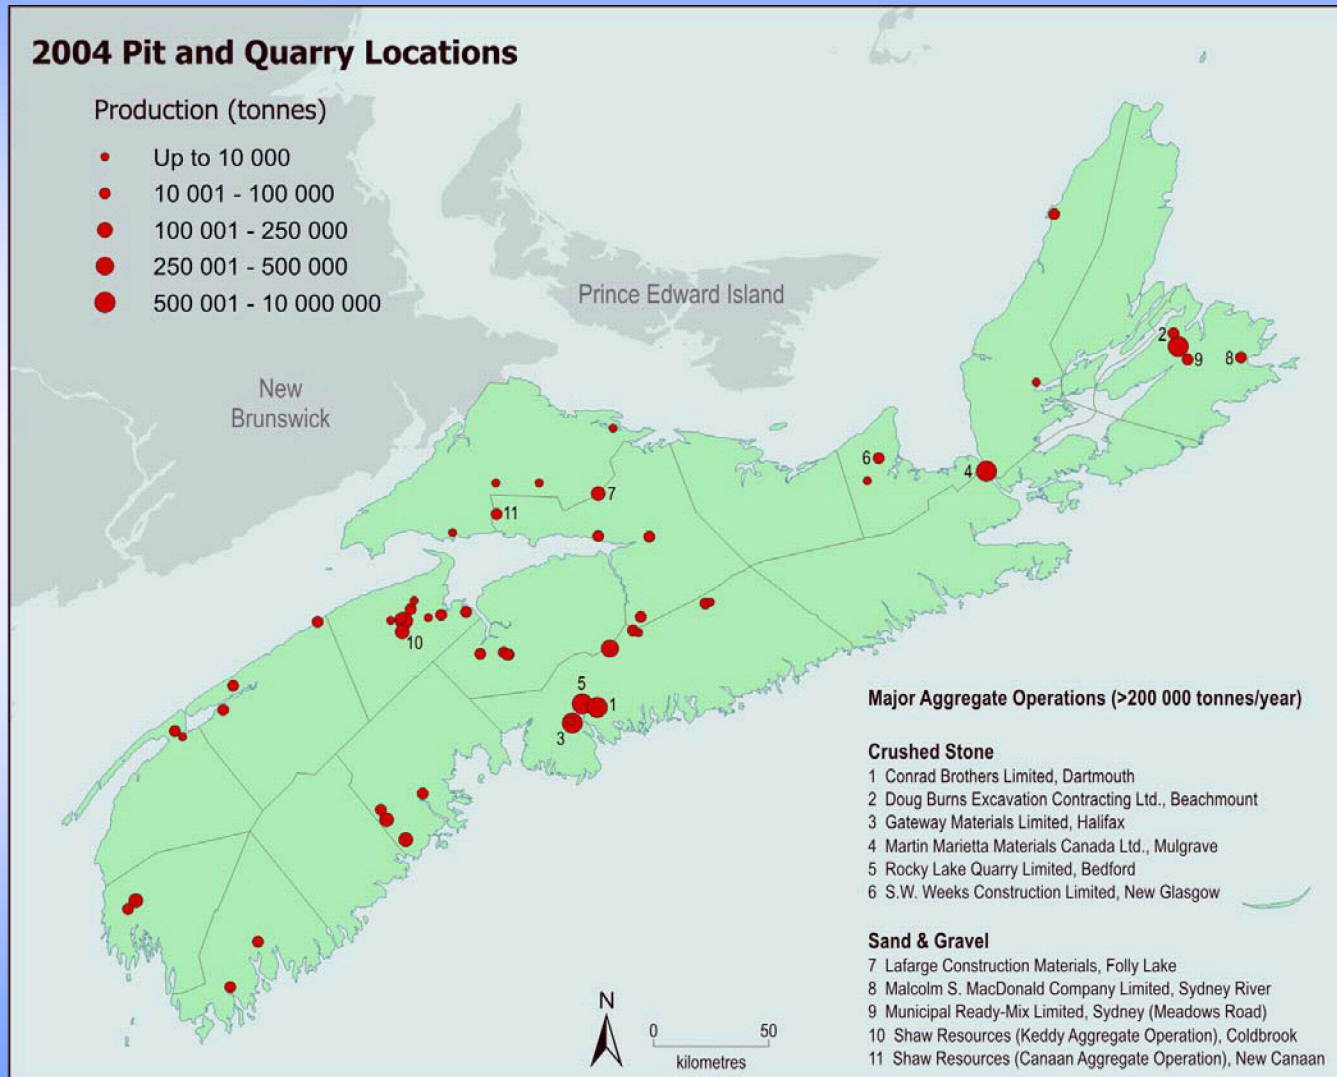 2004 Pit and Quarry Locations
Production (tonnes)
Up to 10 000
10 001 - 100 000
100 001 - 250 000
250 001 - 500 000
500 001 - 10 000 000
Prince Edward Island
New
Brunswick
2
9
8
6
4
7
11
10
5
1
3
Major Aggregate Operations (>200 000 tonnes/year)
Crushed Stone
1 Conrad Brothers Limited, Dartmouth
2 Doug Burns Excavation Contracting Ltd., Beachmount
3 Gateway Materials Limited, Halifax
4 Martin Marietta Materials Canada Ltd., Mulgrave
5 Rocky Lake Quarry Limited, Bedford
6 S.W. Weeks Construction Limited, New Glasgow
Sand & Gravel
7 Lafarge Construction Materials, Folly Lake
8 Malcolm S. MacDonald Company Limited, Sydney River
9 Municipal Ready-Mix Limited, Sydney (Meadows Road)
10 Shaw Resources (Keddy Aggregate Operation), Coldbrook
11 Shaw Resources (Canaan Aggregate Operation), New Canaan
N
0 50
kilometres